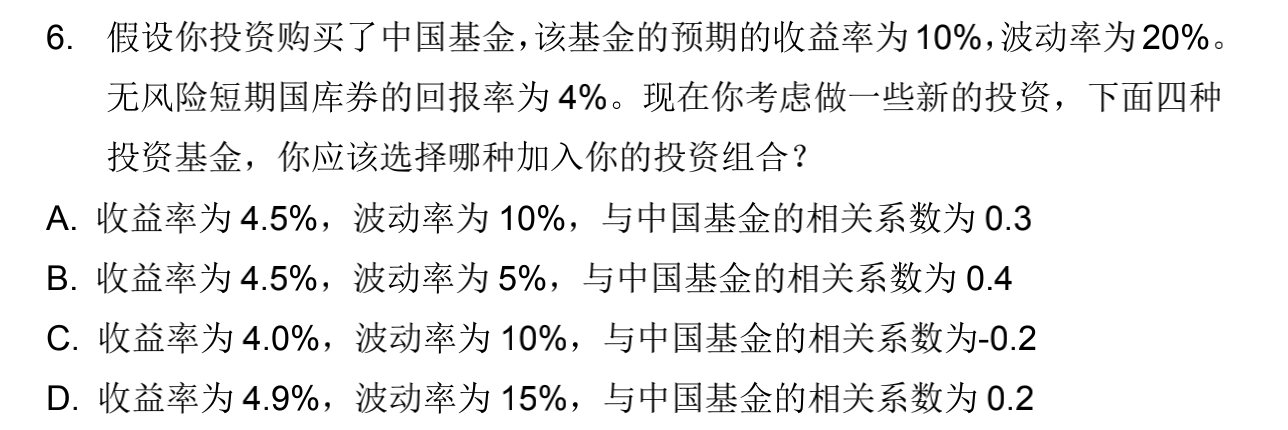 6. 假设你投资购买了中国基金，该基金的预期的收益率为10%，波动率为20%。
无风险短期国库券的回报率为 4%。现在你考虑做一些新的投资，下面四种
投资基金，你应该选择哪种加入你的投资组合？
A. 收益率为 4.5%，波动率为 10%，与中国基金的相关系数为 0.3
B. 收益率为 4.5%，波动率为 5%，与中国基金的相关系数为 0.4
C. 收益率为 4.0%，波动率为 10%，与中国基金的相关系数为-0.2
D. 收益率为 4.9%，波动率为 15%，与中国基金的相关系数为 0.2